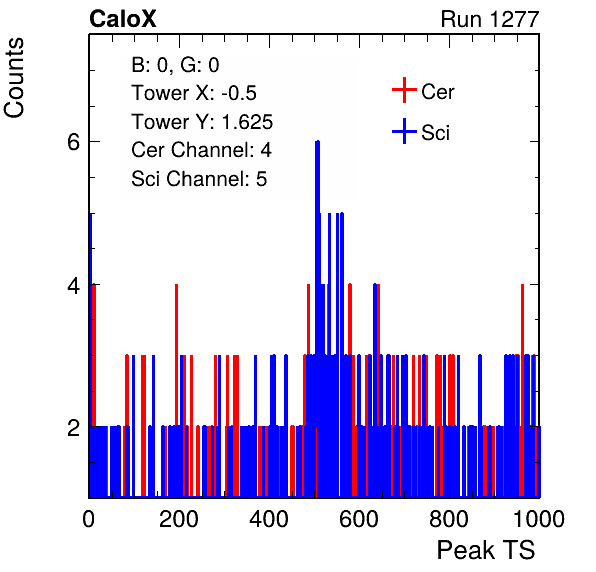 CaloX Run 1277
Counts
B: 0, G: 0
Tower X: -0.5
Tower Y: 1.625
Cer Channel: 4
Sci Channel: 5
Cer
Sci
6
4
2
0 200 400 600 800 1000
Peak TS